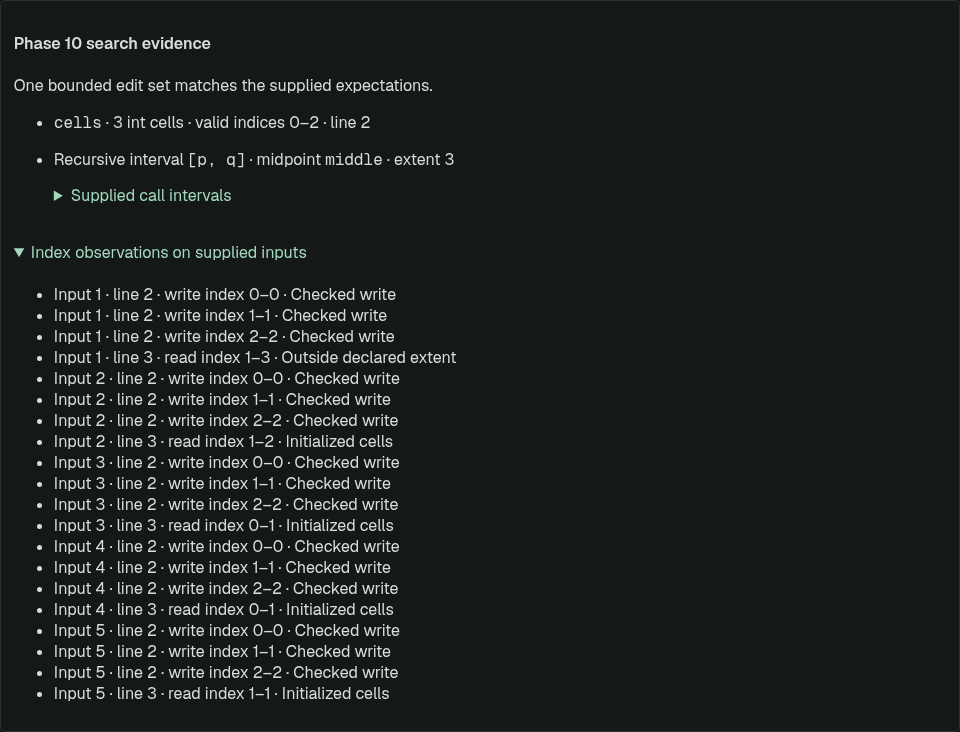 Phase 10 search evidence
One bounded edit set matches the supplied expectations.
• cells · 3 int cells · valid indices 0–2 · line 2
• Recursive interval [p, q] · midpoint middle · extent 3
▶ Supplied call intervals
▼ Index observations on supplied inputs
• Input 1 · line 2 · write index 0–0 · Checked write
• Input 1 · line 2 · write index 1–1 · Checked write
• Input 1 · line 2 · write index 2–2 · Checked write
• Input 1 · line 3 · read index 1–3 · Outside declared extent
• Input 2 · line 2 · write index 0–0 · Checked write
• Input 2 · line 2 · write index 1–1 · Checked write
• Input 2 · line 2 · write index 2–2 · Checked write
• Input 2 · line 3 · read index 1–2 · Initialized cells
• Input 3 · line 2 · write index 0–0 · Checked write
• Input 3 · line 2 · write index 1–1 · Checked write
• Input 3 · line 2 · write index 2–2 · Checked write
• Input 3 · line 3 · read index 0–1 · Initialized cells
• Input 4 · line 2 · write index 0–0 · Checked write
• Input 4 · line 2 · write index 1–1 · Checked write
• Input 4 · line 2 · write index 2–2 · Checked write
• Input 4 · line 3 · read index 0–1 · Initialized cells
• Input 5 · line 2 · write index 0–0 · Checked write
• Input 5 · line 2 · write index 1–1 · Checked write
• Input 5 · line 2 · write index 2–2 · Checked write
• Input 5 · line 3 · read index 1–1 · Initialized cells